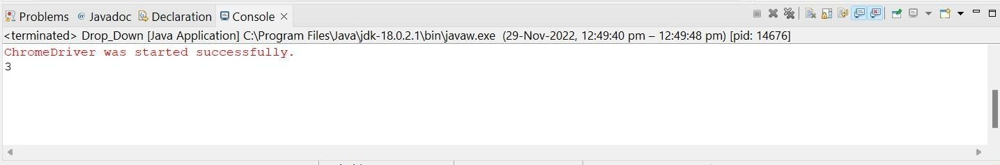 Problems @ Javadoc Declaration Console
<terminated> Drop_Down [Java Application] C:\Program Files\Java\jdk-18.0.2.1\bin\javaw.exe (29-Nov-2022, 12:49:40 pm – 12:49:48 pm) [pid: 14676]
ChromeDriver was started successfully.
3